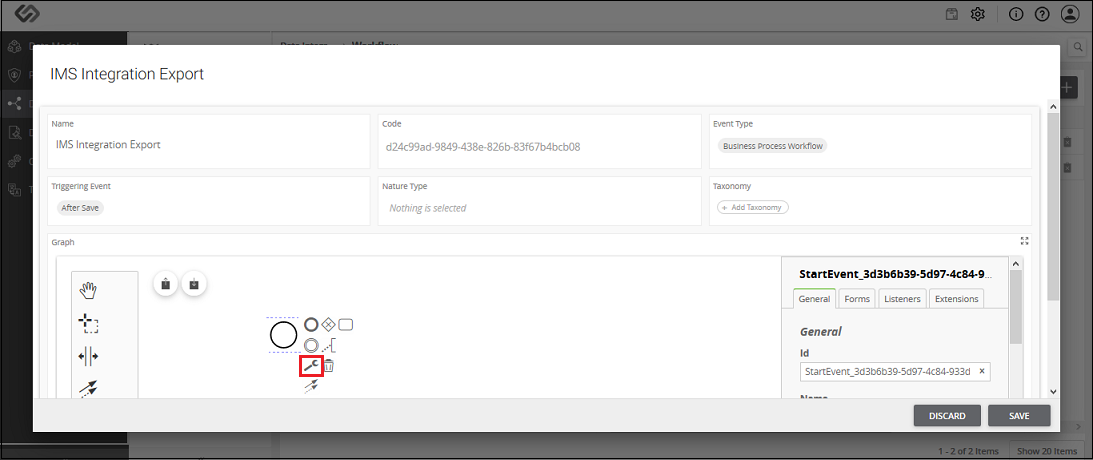 Workflow
IMS Integration Export
Name
IMS Integration Export
Code
d24c99ad-9849-438e-826b-83f67b4bcb08
Event Type
Business Process Workflow
Triggering Event
After Save
Nature Type
Nothing is selected
Taxonomy
+ Add Taxonomy
Graph
StartEvent_3d3b6b39-5d97-4c84-9...
General
Forms
Listeners
Extensions
General
Id
StartEvent_3d3b6b39-5d97-4c84-933d
×
Name
DISCARD
SAVE
1 - 2 of 2 Items
Show 20 Items